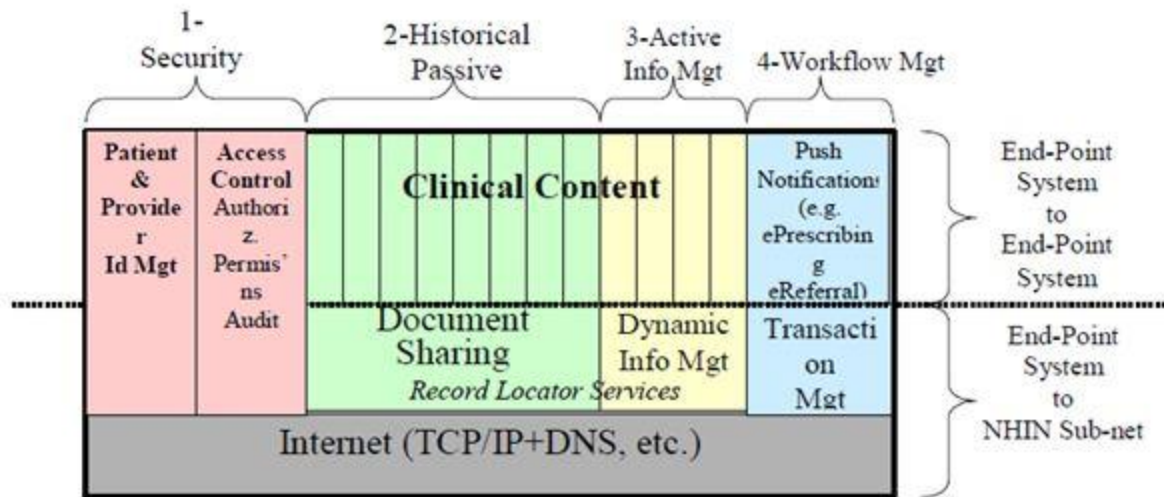 1-
Security
2-Historical
Passive
3-Active
Info Mgt
4-Workflow Mgt
Patient
&
Provide
r
Id Mgt
Access
Control
Authori
z.
Permis'
ns
Audit
Clinical Content
Push
Notifications
(e.g.
ePrescribin
g
eReferral)
End-Point
System
to
End-Point
System
Document
Sharing
Record Locator Services
Dynamic
Info Mgt
Transacti
on
Mgt
End-Point
System
to
NHIN Sub-net
Internet (TCP/IP+DNS, etc.)